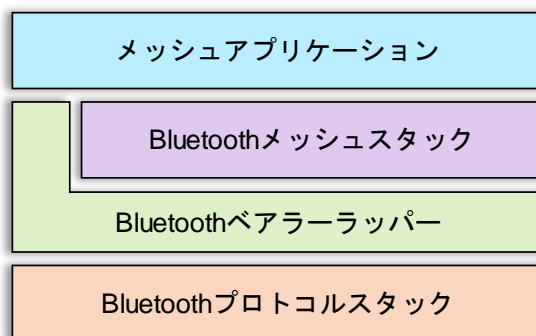 メッシュアプリケーション
Bluetoothメッシュスタック
Bluetoothベアラーラッパー
Bluetoothプロトコルスタック